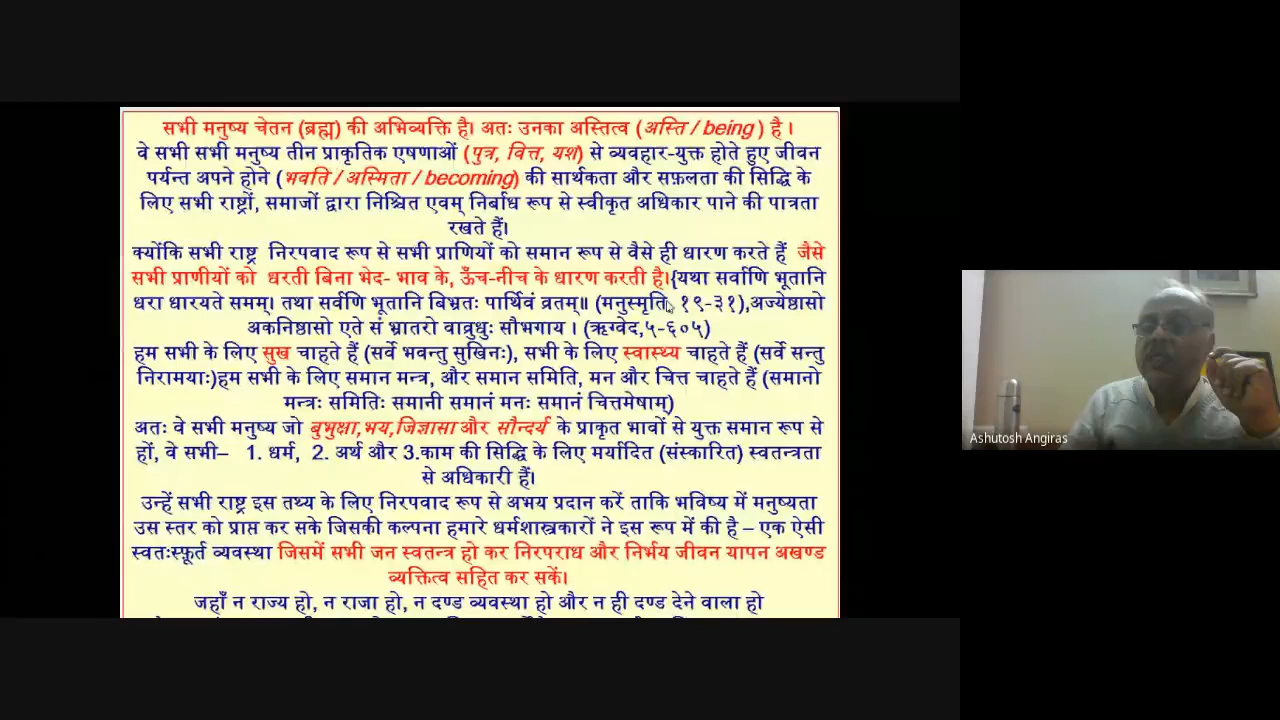 सभी मनुष्य चेतन (ब्रह्म) की अभिव्यक्ति है। अतः उनका अस्तित्व (अस्ति / being ) है ।
वे सभी सभी मनुष्य तीन प्राकृतिक एषणाओं (पुत्र, वित्त, यश) से व्यवहार-युक्त होते हुए जीवन
पर्यन्त अपने होने (भवति / अस्मिता / becoming) की सार्थकता और सफ़लता की सिद्धि के
लिए सभी राष्ट्रों, समाजों द्वारा निश्चित एवम् निर्बाध रूप से स्वीकृत अधिकार पाने की पात्रता
रखते हैं।
क्योंकि सभी राष्ट्र निरपवाद रूप से सभी प्राणियों को समान रूप से वैसे ही धारण करते हैं जैसे
सभी प्राणीयों को धरती बिना भेद- भाव के, ऊँच-नीच के धारण करती है।{यथा सर्वाणि भूतानि
धरा धारयते समम्। तथा सर्वणि भूतानि बिभ्रतः पार्थिवं व्रतम्॥ (मनुस्मृति, १९-३१),अज्येष्ठासो
अकनिष्ठासो एते सं भ्रातरो वाव्रुधुः सौभगाय । (ऋग्वेद,५-६०५)
हम सभी के लिए सुख चाहते हैं (सर्वे भवन्तु सुखिनः), सभी के लिए स्वास्थ्य चाहते हैं (सर्वे सन्तु
निरामयाः)हम सभी के लिए समान मन्त्र, और समान समिति, मन और चित्त चाहते हैं (समानो
मन्त्रः समितिः समानी समानं मनः समानं चित्तमेषाम्)
अतः वे सभी मनुष्य जो बुभुक्षा,भय,जिज्ञासा और सौन्दर्य के प्राकृत भावों से युक्त समान रूप से
हों, वे सभी– 1. धर्म, 2. अर्थ और 3.काम की सिद्धि के लिए मर्यादित (संस्कारित) स्वतन्त्रता
से अधिकारी हैं।
उन्हें सभी राष्ट्र इस तथ्य के लिए निरपवाद रूप से अभय प्रदान करें ताकि भविष्य में मनुष्यता
उस स्तर को प्राप्त कर सके जिसकी कल्पना हमारे धर्मशास्त्रकारों ने इस रूप में की है – एक ऐसी
स्वतःस्फूर्त व्यवस्था जिसमें सभी जन स्वतन्त्र हो कर निरपराध और निर्भय जीवन यापन अखण्ड
व्यक्तित्व सहित कर सकें।
जहाँ न राज्य हो, न राजा हो, न दण्ड व्यवस्था हो और न ही दण्ड देने वाला हो
Ashutosh Angiras